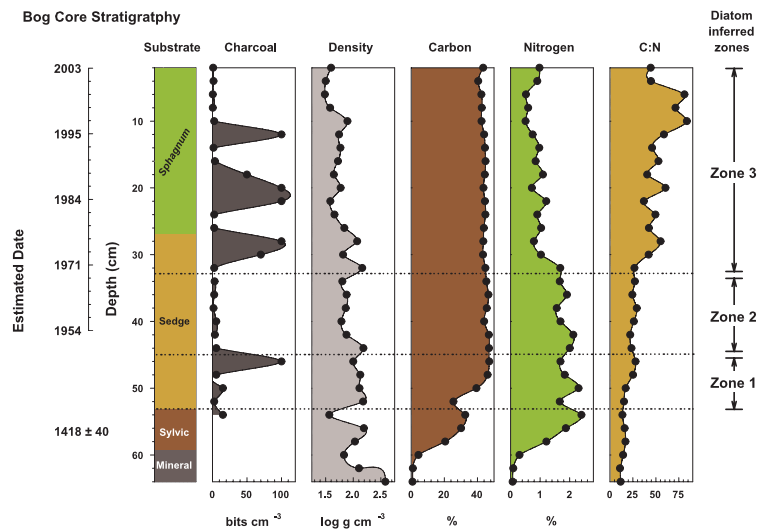 Bog Core Stratigratphy
Diatom
inferred
zones
Substrate Charcoal Density Carbon Nitrogen C:N
2003
1995
1984
1971
1954
1418 ± 40
Estimated Date
10
20
30
40
50
60
Depth (cm)
Sphagnum
Sedge
Sylvic
Mineral
Zone 3
Zone 2
Zone 1
0 50 100 1.5 2.0 2.5 0 20 40 0 1 2 0 25 50 75
bits cm -3 log g cm -3 % %